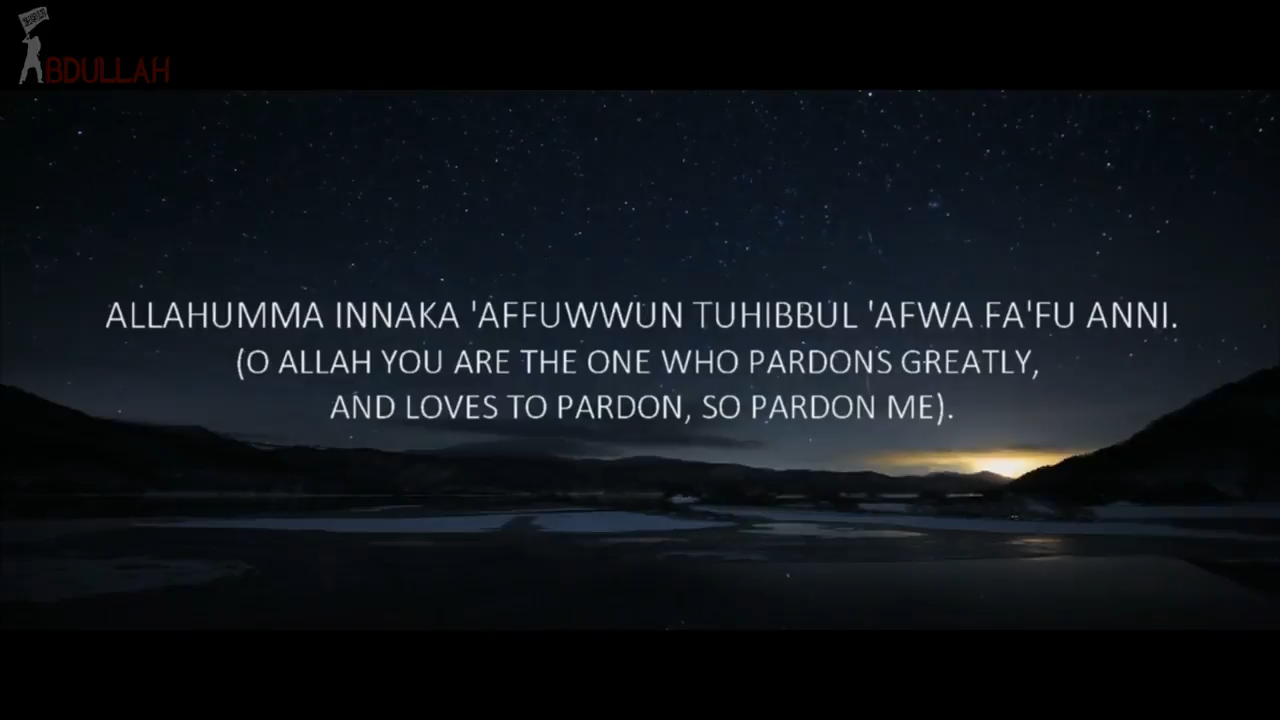 BDULLAH
ALLAHUMMA INNAKA 'AFFUWWUN TUHIBBUL 'AFWA FA'FU ANNI.
(O ALLAH YOU ARE THE ONE WHO PARDONS GREATLY,
AND LOVES TO PARDON, SO PARDON ME).